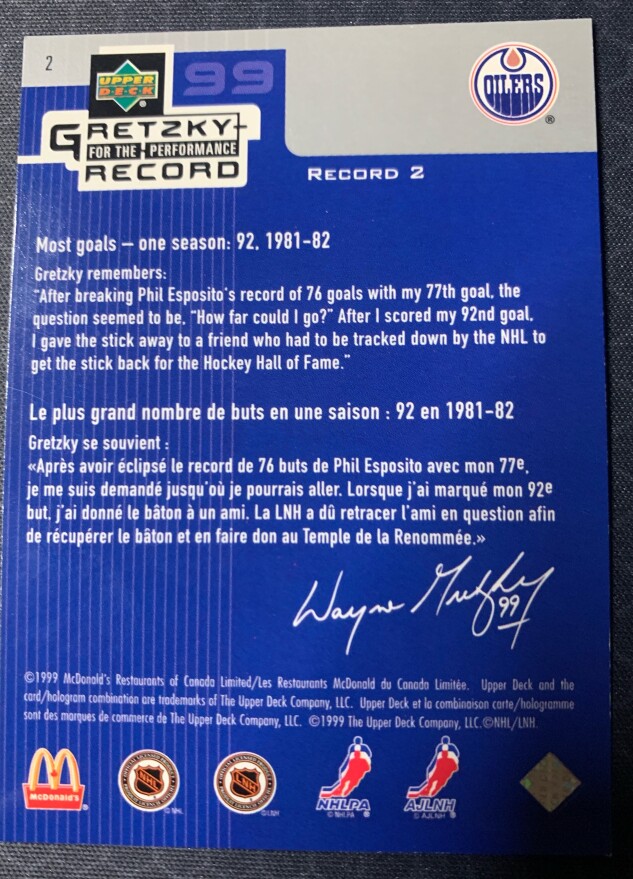 2
UPPER
DECK
®
99
OILERS
®
GRETZKY
FOR THE PERFORMANCE
RECORD
RECORD 2
Most goals – one season: 92, 1981-82
Gretzky remembers:
"After breaking Phil Esposito's record of 76 goals with my 77th goal, the
question seemed to be, "How far could I go?" After I scored my 92nd goal,
I gave the stick away to a friend who had to be tracked down by the NHL to
get the stick back for the Hockey Hall of Fame."
Le plus grand nombre de buts en une saison : 92 en 1981-82
Gretzky se souvient :
«Après avoir éclipsé le record de 76 buts de Phil Esposito avec mon 77e,
je me suis demandé jusqu'où je pourrais aller. Lorsque j'ai marqué mon 92e
but, j'ai donné le bâton à un ami. La LNH a dû retracer l'ami en question afin
de récupérer le bâton et en faire don au Temple de la Renommée.»
Wayne Gretzky
99
©1999 McDonald's Restaurants of Canada Limited/Les Restaurants McDonald du Canada Limitée. Upper Deck and the
card/hologram combination are trademarks of The Upper Deck Company, LLC. Upper Deck et la combinaison carte/hologramme
sont des marques de commerce de The Upper Deck Company, LLC. ©1999 The Upper Deck Company, LLC.©NHL/LNH.
McDonald's ®
NHL
© NHL
LNH
© LNH
NHLPA
© NHLPA
AJLNH
© AJLNH